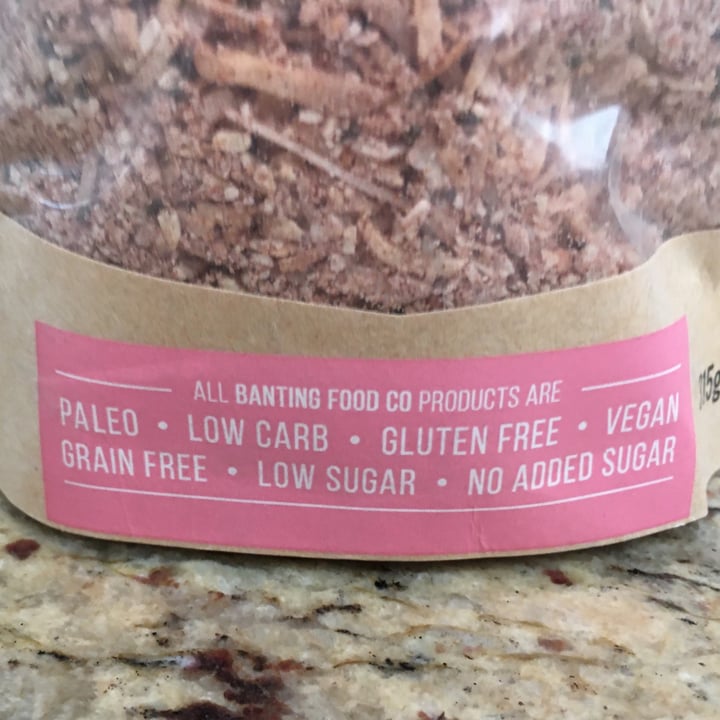 ALL BANTING FOOD CO PRODUCTS ARE
PALEO • LOW CARB • GLUTEN FREE • VEGAN
GRAIN FREE • LOW SUGAR • NO ADDED SUGAR